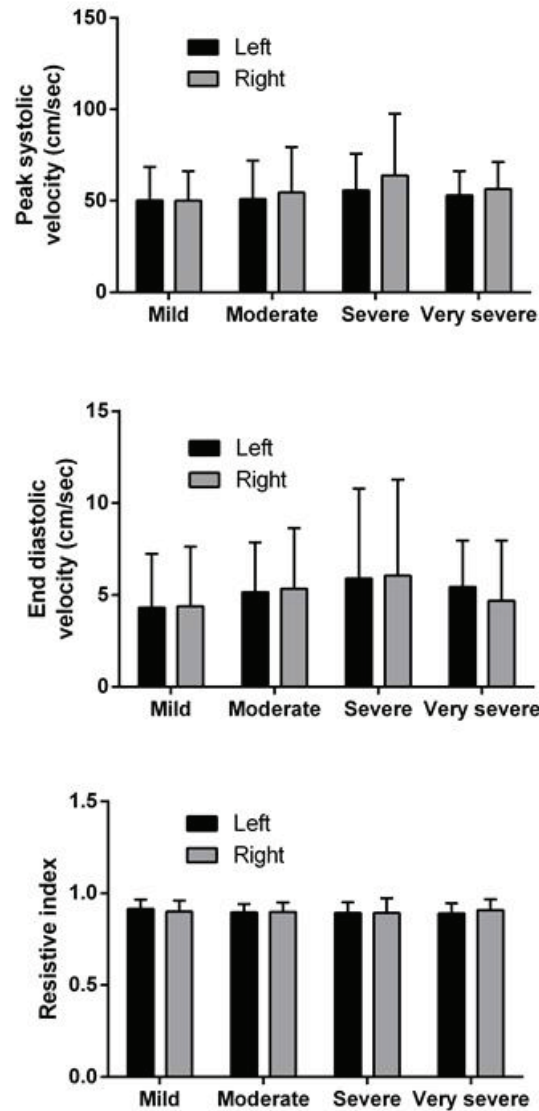 Peak systolic
velocity (cm/sec)
150
100
50
0
Left
Right
Mild Moderate Severe Very severe
End diastolic
velocity (cm/sec)
15
10
5
0
Left
Right
Mild Moderate Severe Very severe
Resistive index
1.5
1.0
0.5
0.0
Left
Right
Mild Moderate Severe Very severe